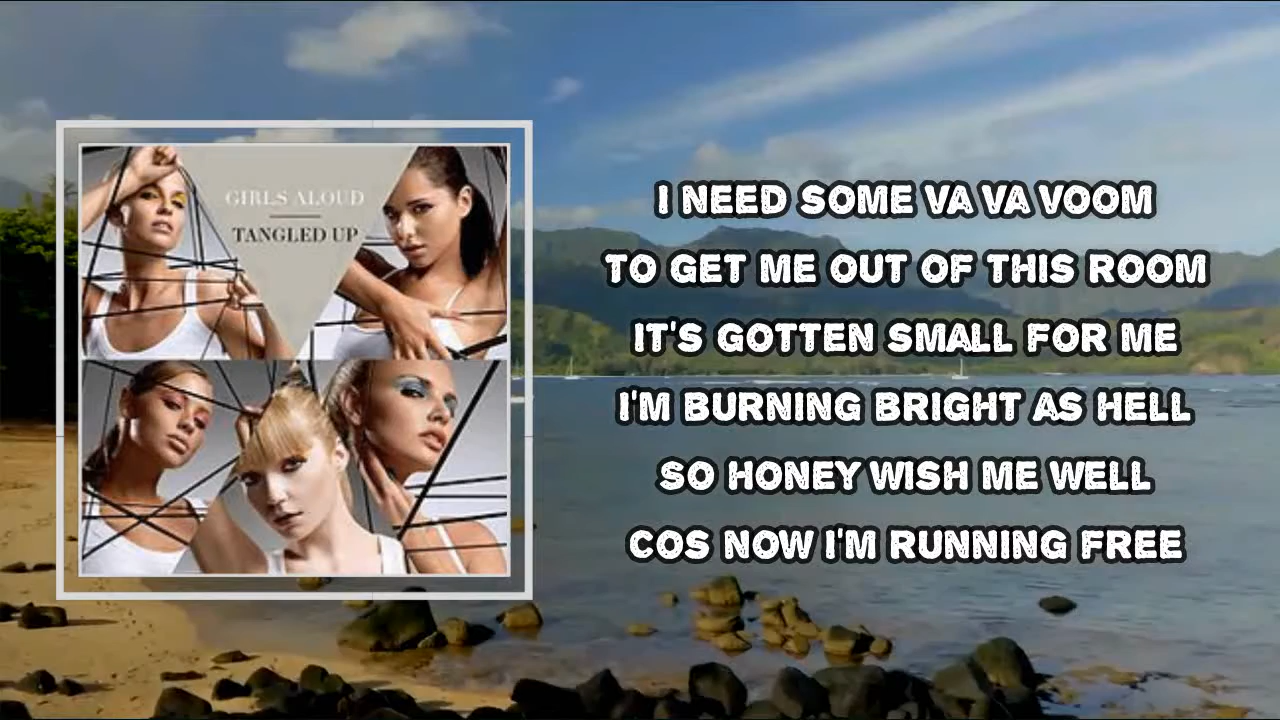 GIRLS ALOUD
TANGLED UP
I NEED SOME VA VA VOOM
TO GET ME OUT OF THIS ROOM
IT'S GOTTEN SMALL FOR ME
I'M BURNING BRIGHT AS HELL
SO HONEY WISH ME WELL
COS NOW I'M RUNNING FREE